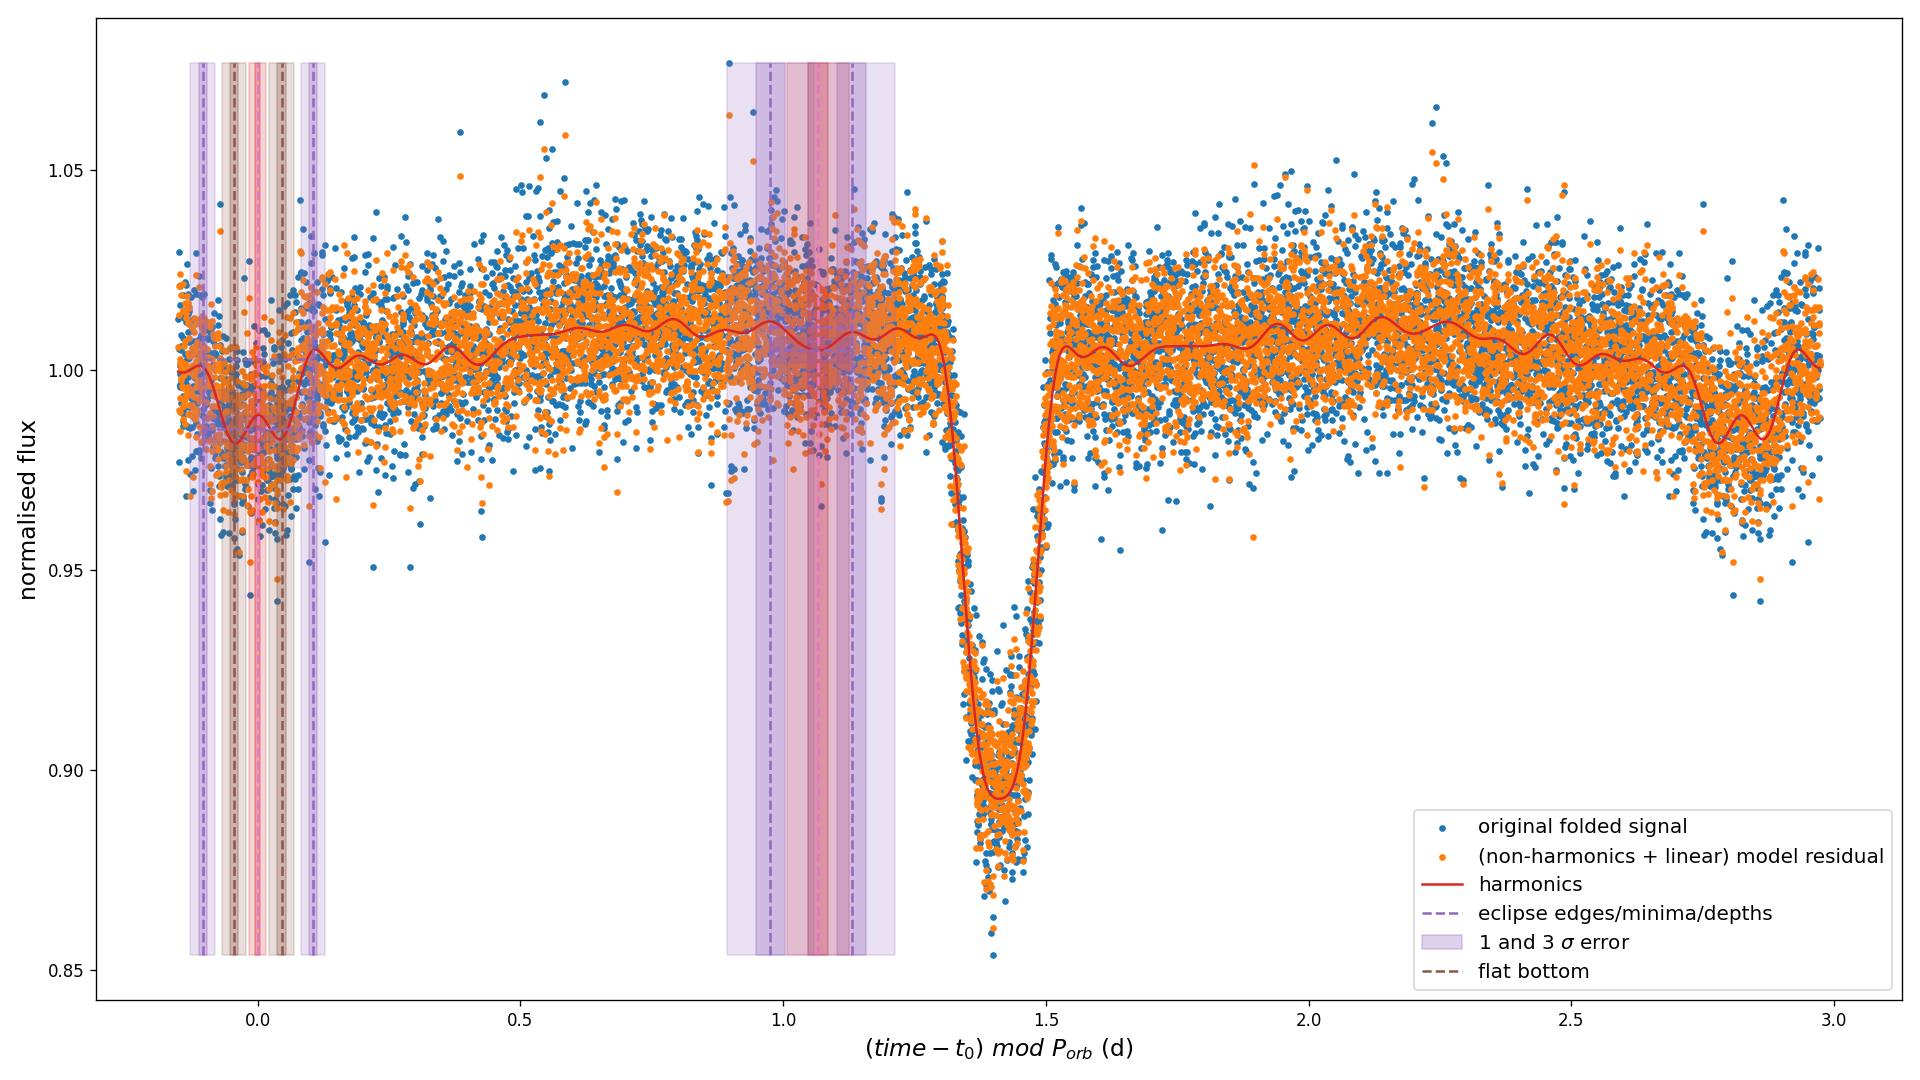 normalised flux
1.05
1.00
0.95
0.90
0.85
0.0 0.5 1.0 1.5 2.0 2.5 3.0
(time − t₀) mod Pₒᵣb (d)
original folded signal
(non-harmonics + linear) model residual
harmonics
eclipse edges/minima/depths
1 and 3 σ error
flat bottom